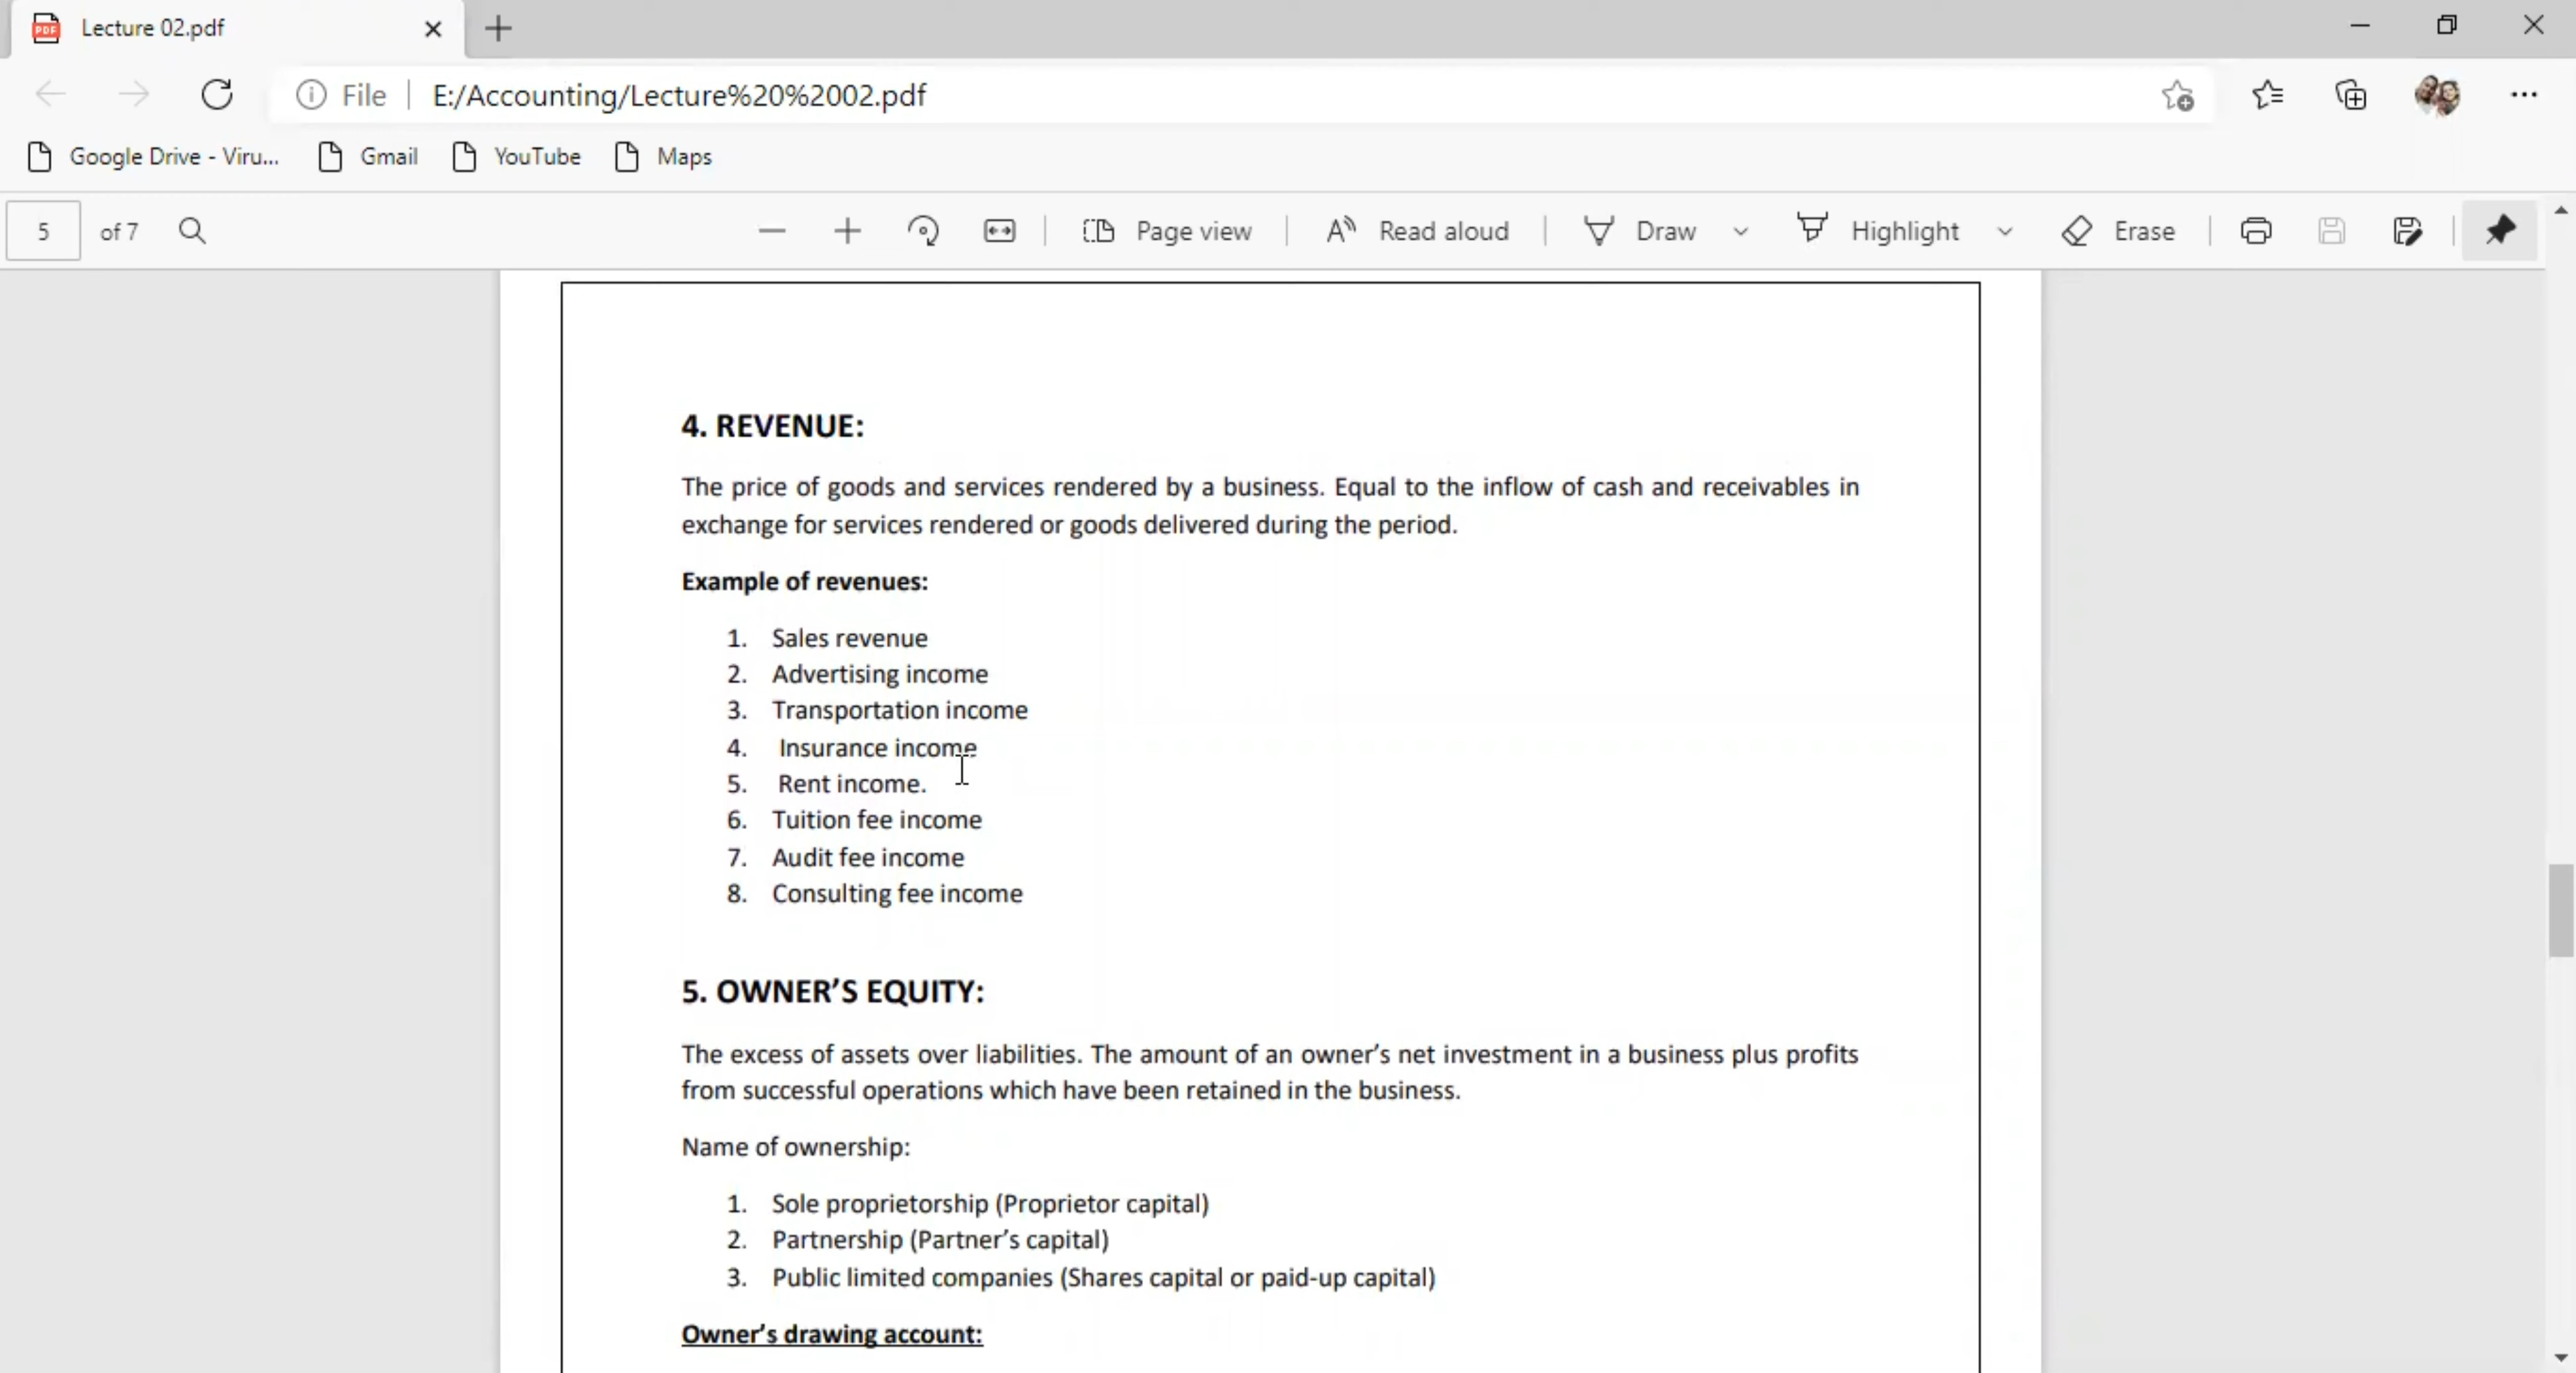 Lecture 02.pdf
File | E:/Accounting/Lecture%20%2002.pdf
Google Drive - Viru... Gmail YouTube Maps
5 of 7 Page view Read aloud Draw Highlight Erase
4. REVENUE:
The price of goods and services rendered by a business. Equal to the inflow of cash and receivables in
exchange for services rendered or goods delivered during the period.
Example of revenues:
1. Sales revenue
2. Advertising income
3. Transportation income
4. Insurance income
5. Rent income.
6. Tuition fee income
7. Audit fee income
8. Consulting fee income
5. OWNER’S EQUITY:
The excess of assets over liabilities. The amount of an owner’s net investment in a business plus profits
from successful operations which have been retained in the business.
Name of ownership:
1. Sole proprietorship (Proprietor capital)
2. Partnership (Partner’s capital)
3. Public limited companies (Shares capital or paid-up capital)
Owner’s drawing account: